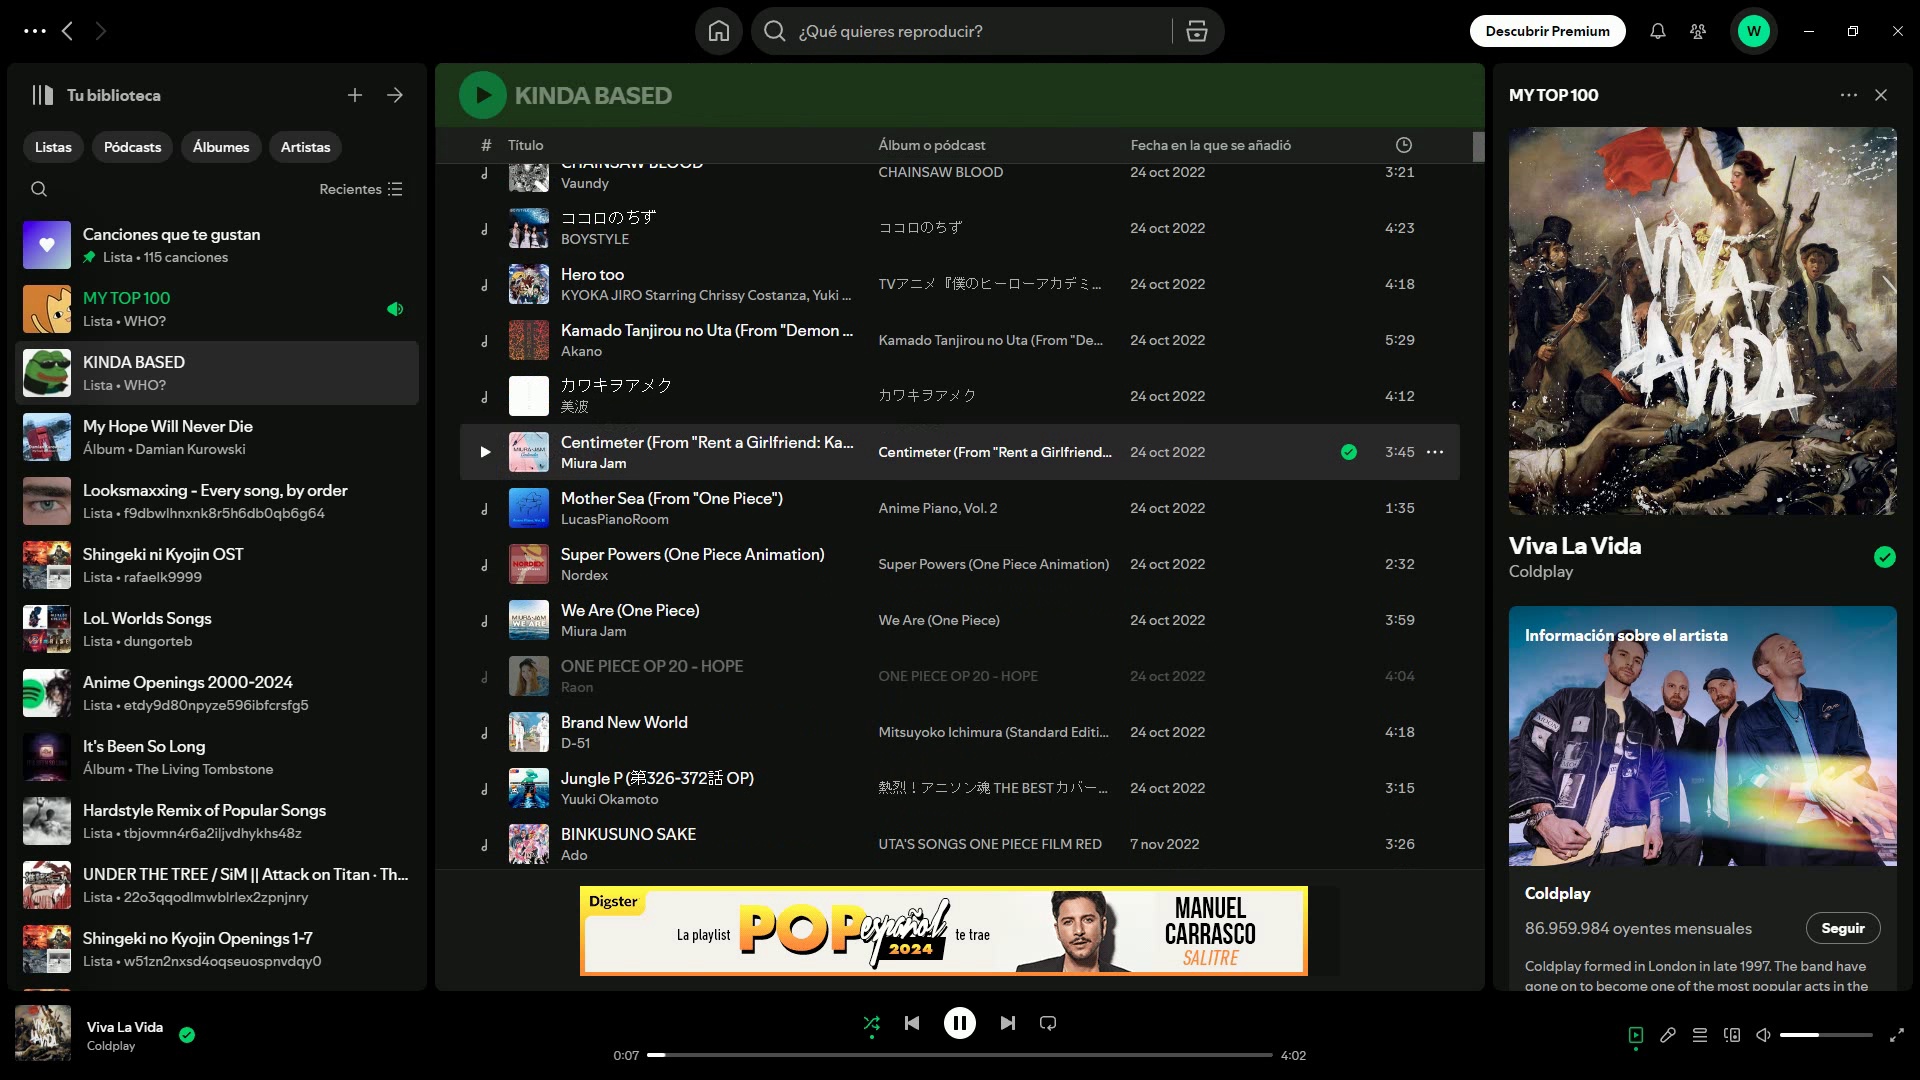 ¿Qué quieres reproducir?
Descubrir Premium
W
Tu biblioteca
Listas
Pódcasts
Álbumes
Artistas
Recientes
Canciones que te gustan
Lista • 115 canciones
MY TOP 100
Lista • WHO?
KINDA BASED
Lista • WHO?
My Hope Will Never Die
Álbum • Damian Kurowski
Looksmaxxing - Every song, by order
Lista • f9dbwlhnxnk8r5h6db0qb6g64
Shingeki ni Kyojin OST
Lista • rafaelk9999
LoL Worlds Songs
Lista • dungorteb
Anime Openings 2000-2024
Lista • etdy9d80npyze596ibfcrsfg5
It's Been So Long
Álbum • The Living Tombstone
Hardstyle Remix of Popular Songs
Lista • tbjovmn4r6a2iljvdhykhs48z
UNDER THE TREE / SiM || Attack on Titan · Th...
Lista • 22o3qqodlmwblrlex2zpnjnry
Shingeki no Kyojin Openings 1-7
Lista • w51zn2nxsd4oqseuospnvdqy0
KINDA BASED
# Título Álbum o pódcast Fecha en la que se añadió
CHAINSAW BLOOD
Vaundy
CHAINSAW BLOOD 24 oct 2022 3:21
ココロのちず
BOYSTYLE
ココロのちず 24 oct 2022 4:23
Hero too
KYOKA JIRO Starring Chrissy Costanza, Yuki ...
TVアニメ『僕のヒーローアカデミ... 24 oct 2022 4:18
Kamado Tanjirou no Uta (From "Demon ...
Akano
Kamado Tanjirou no Uta (From "De... 24 oct 2022 5:29
カワキヲアメク
美波
カワキヲアメク 24 oct 2022 4:12
Centimeter (From "Rent a Girlfriend: Ka...
Miura Jam
Centimeter (From "Rent a Girlfriend... 24 oct 2022 3:45
Mother Sea (From "One Piece")
LucasPianoRoom
Anime Piano, Vol. 2 24 oct 2022 1:35
Super Powers (One Piece Animation)
Nordex
Super Powers (One Piece Animation) 24 oct 2022 2:32
We Are (One Piece)
Miura Jam
We Are (One Piece) 24 oct 2022 3:59
ONE PIECE OP 20 - HOPE
Raon
ONE PIECE OP 20 - HOPE 24 oct 2022 4:04
Brand New World
D-51
Mitsuyoko Ichimura (Standard Editi... 24 oct 2022 4:18
Jungle P (第326-372話 OP)
Yuuki Okamoto
熱烈！アニソン魂 THE BESTカバー... 24 oct 2022 3:15
BINKUSUNO SAKE
Ado
UTA'S SONGS ONE PIECE FILM RED 7 nov 2022 3:26
Digster
La playlist POP español 2024 te trae
MANUEL
CARRASCO
SALITRE
MY TOP 100
VIVA
LA VIDA
Viva La Vida
Coldplay
Información sobre el artista
Coldplay
86.959.984 oyentes mensuales
Seguir
Coldplay formed in London in late 1997. The band have
gone on to become one of the most popular acts in the
Viva La Vida
Coldplay
0:07
4:02